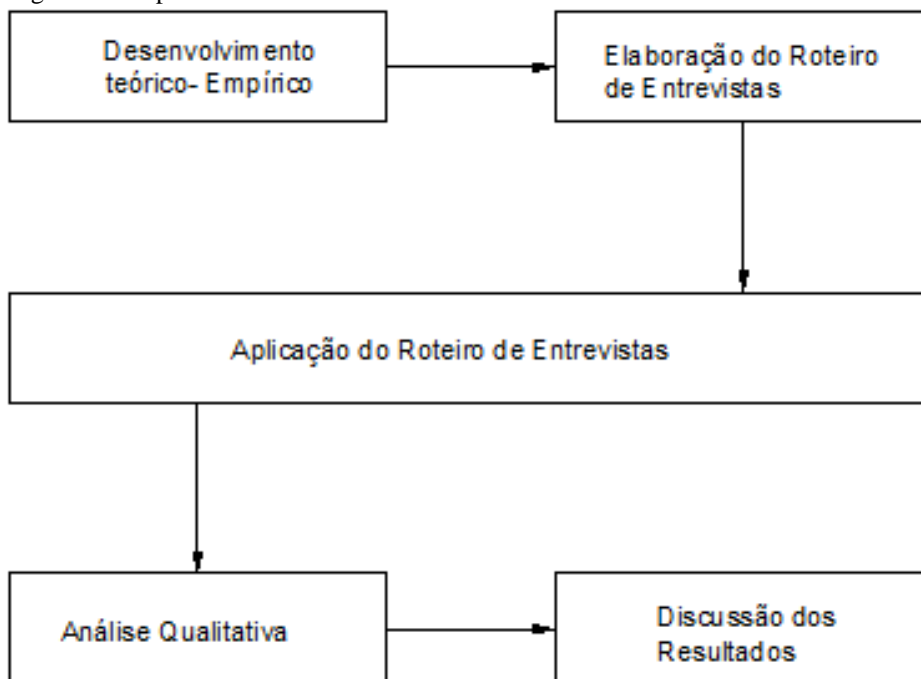 Desenvolvimento
teórico- Empírico
Elaboração do Roteiro
de Entrevistas
Aplicação do Roteiro de Entrevistas
Análise Qualitativa
Discussão dos
Resultados